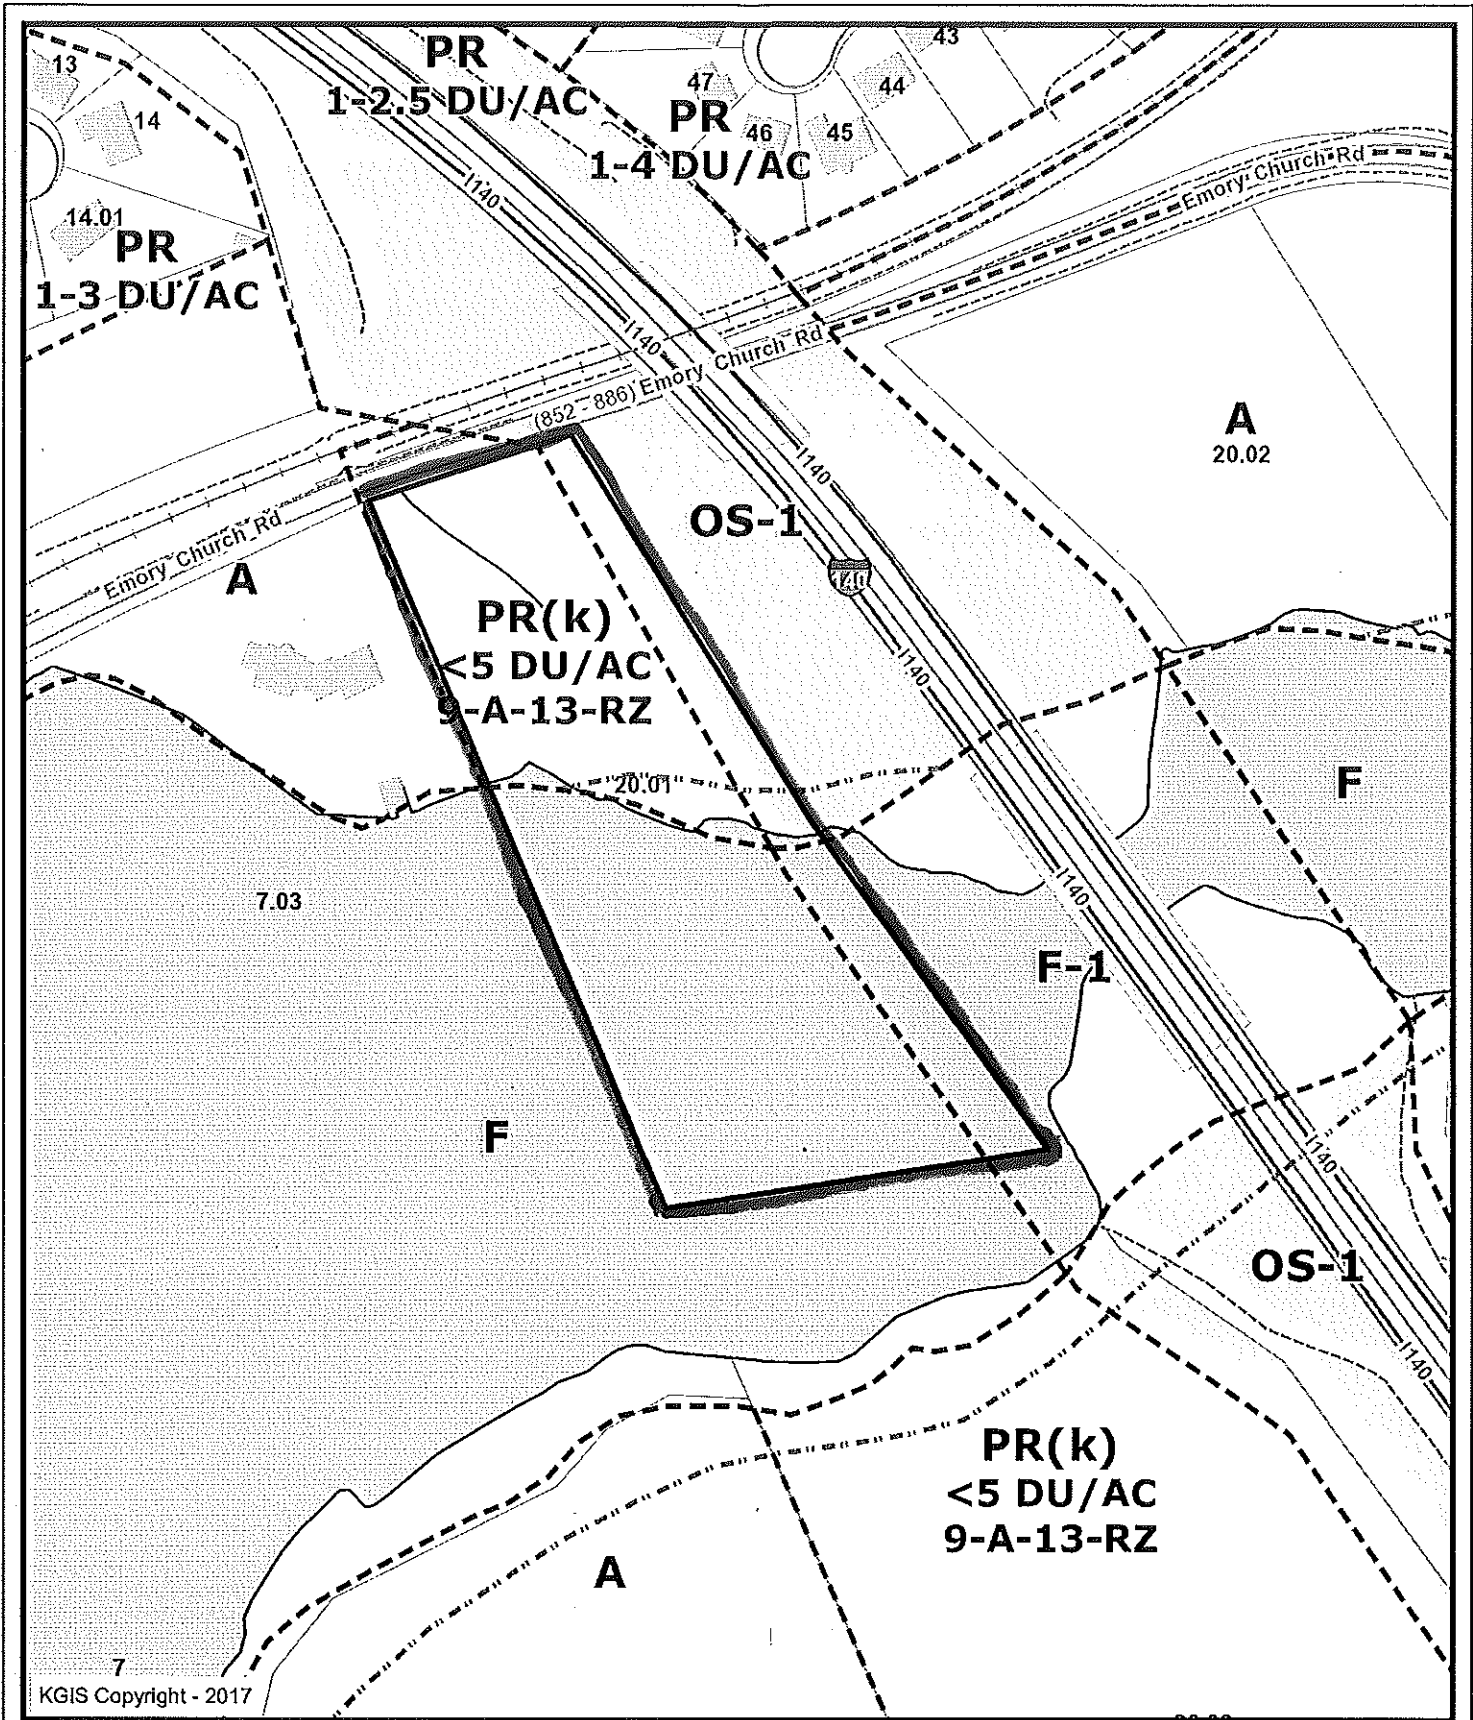 13
PR
1-2.5 DU/AC
43
47
44
14
PR
1-4 DU/AC
46
45
I140
Emory Church Rd
14.01
PR
1-3 DU/AC
I140
(852 - 886) Emory Church Rd
A
20.02
I140
OS-1
Emory Church Rd
A
140
PR(k)
<5 DU/AC
9-A-13-RZ
I140
20.01
F
7.03
I140
F-1
F
I140
OS-1
I140
PR(k)
<5 DU/AC
9-A-13-RZ
A
7
KGIS Copyright - 2017